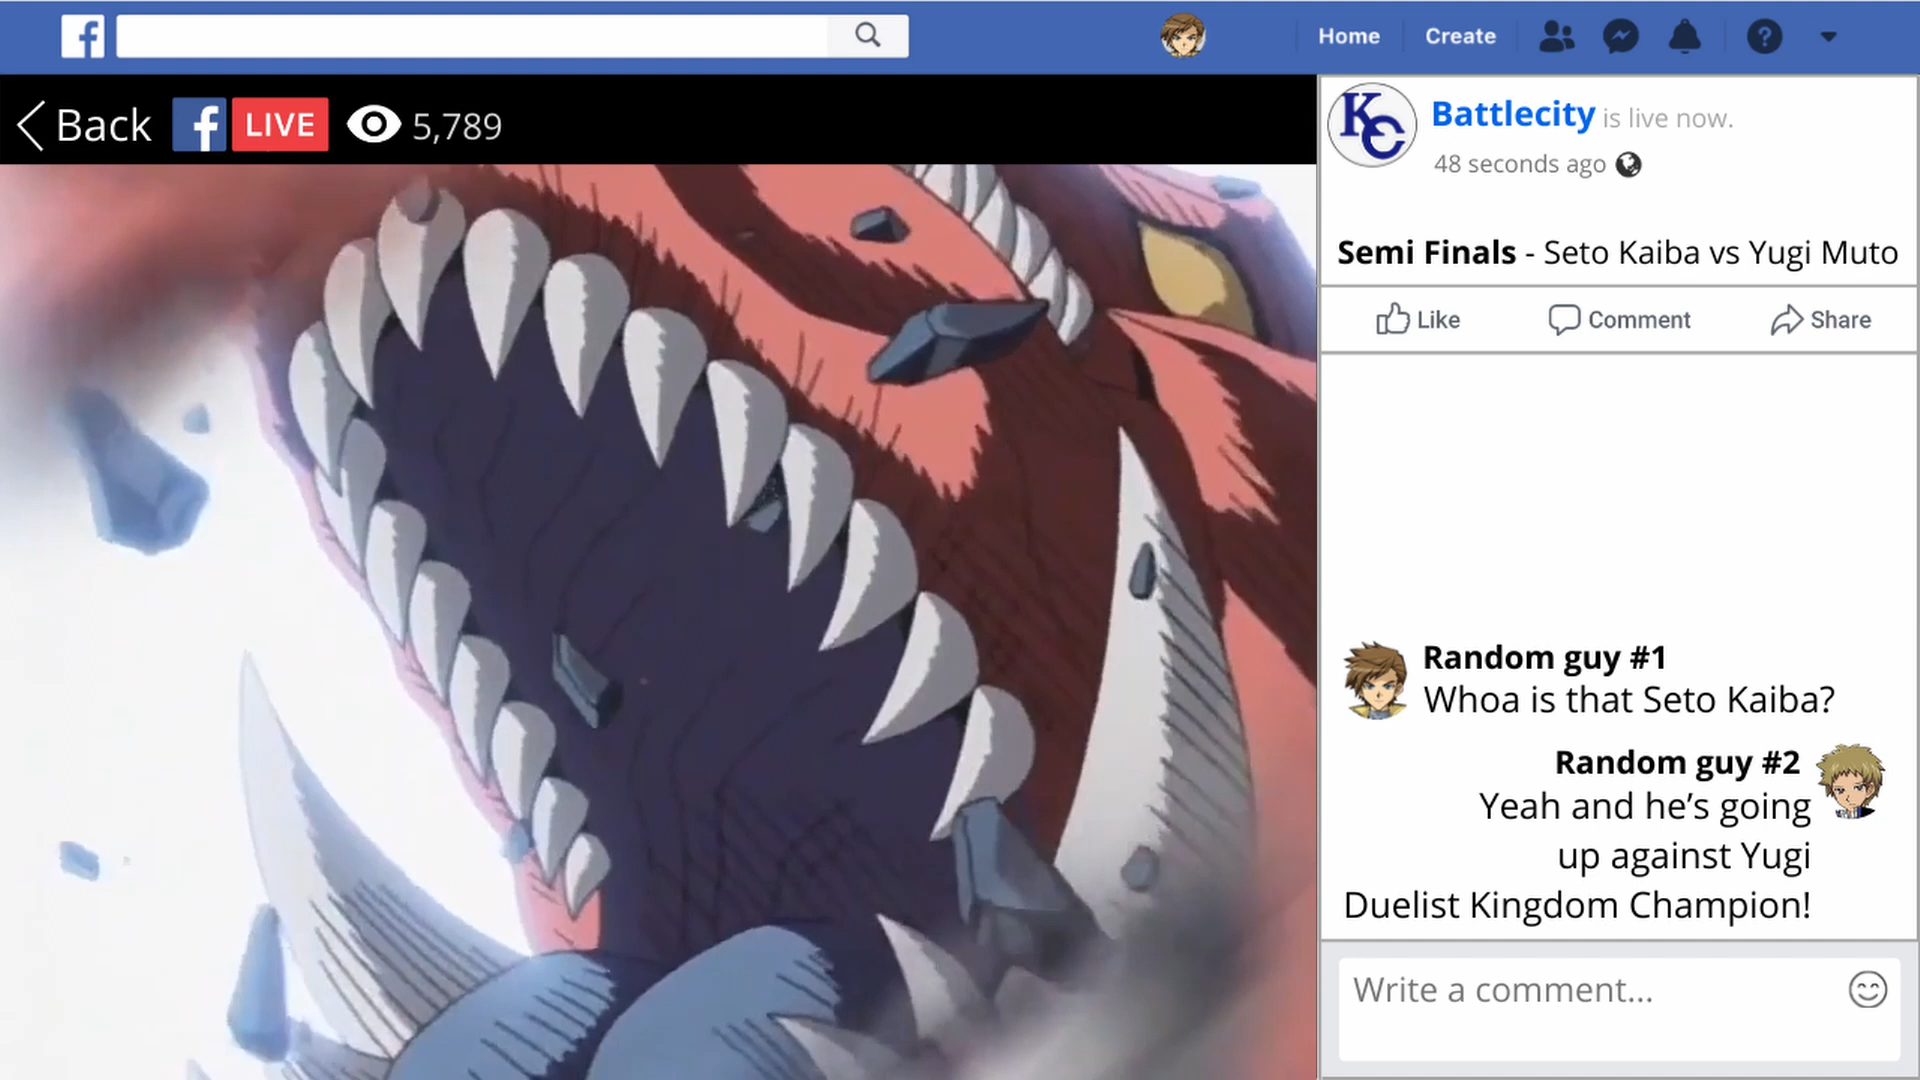 f
Home
Create
?
Back
f LIVE
5,789
KC
Battlecity is live now.
48 seconds ago
Semi Finals - Seto Kaiba vs Yugi Muto
Like
Comment
Share
Random guy #1
Whoa is that Seto Kaiba?
Random guy #2
Yeah and he's going
up against Yugi
Duelist Kingdom Champion!
Write a comment...